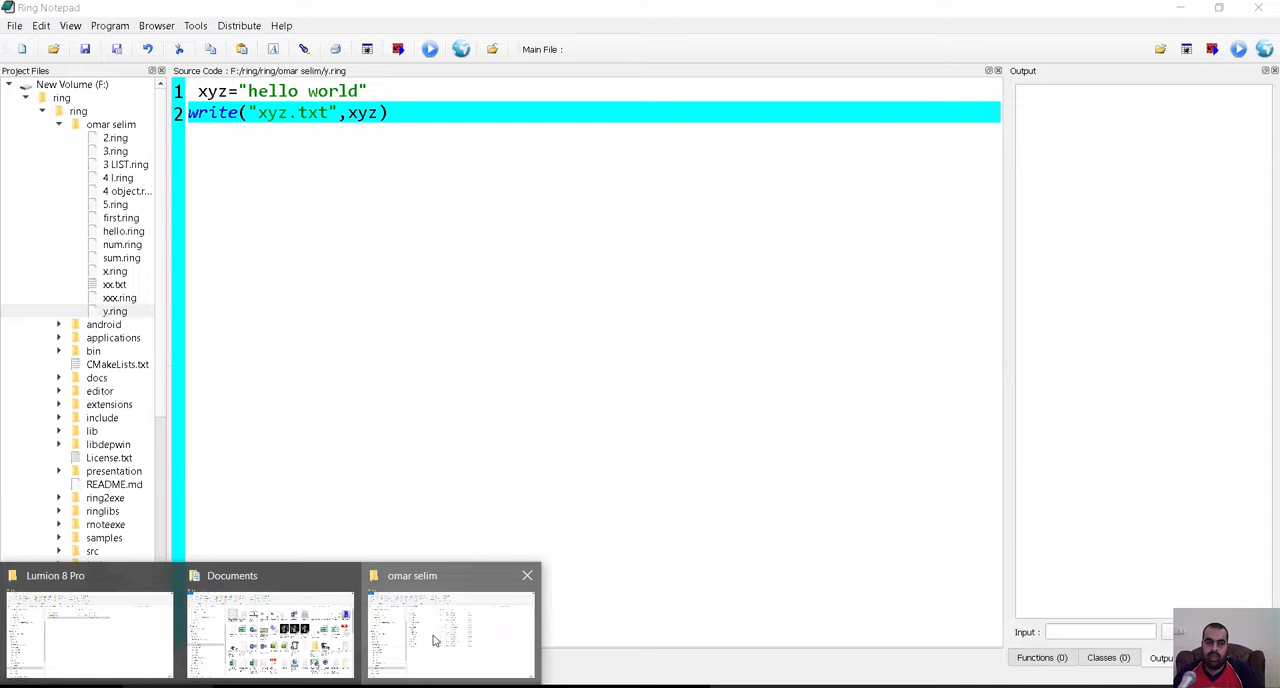 Ring Notepad
File Edit View Program Browser Tools Distribute Help
Main File :
Project Files
Source Code : F:/ring/ring/omar selim/y.ring
Output
New Volume (F:)
ring
ring
omar selim
2.ring
3.ring
3 LIST.ring
4 l.ring
4 object.r...
5.ring
first.ring
hello.ring
num.ring
sum.ring
x.ring
xx.txt
xxx.ring
y.ring
android
applications
bin
CMakeLists.txt
docs
editor
extensions
include
lib
libdepwin
License.txt
presentation
README.md
ring2exe
ringlibs
rnoteexe
samples
src
1 xyz="hello world"
2 write("xyz.txt",xyz)
Lumion 8 Pro
Documents
omar selim
Input :
Functions (0) Classes (0) Outpu